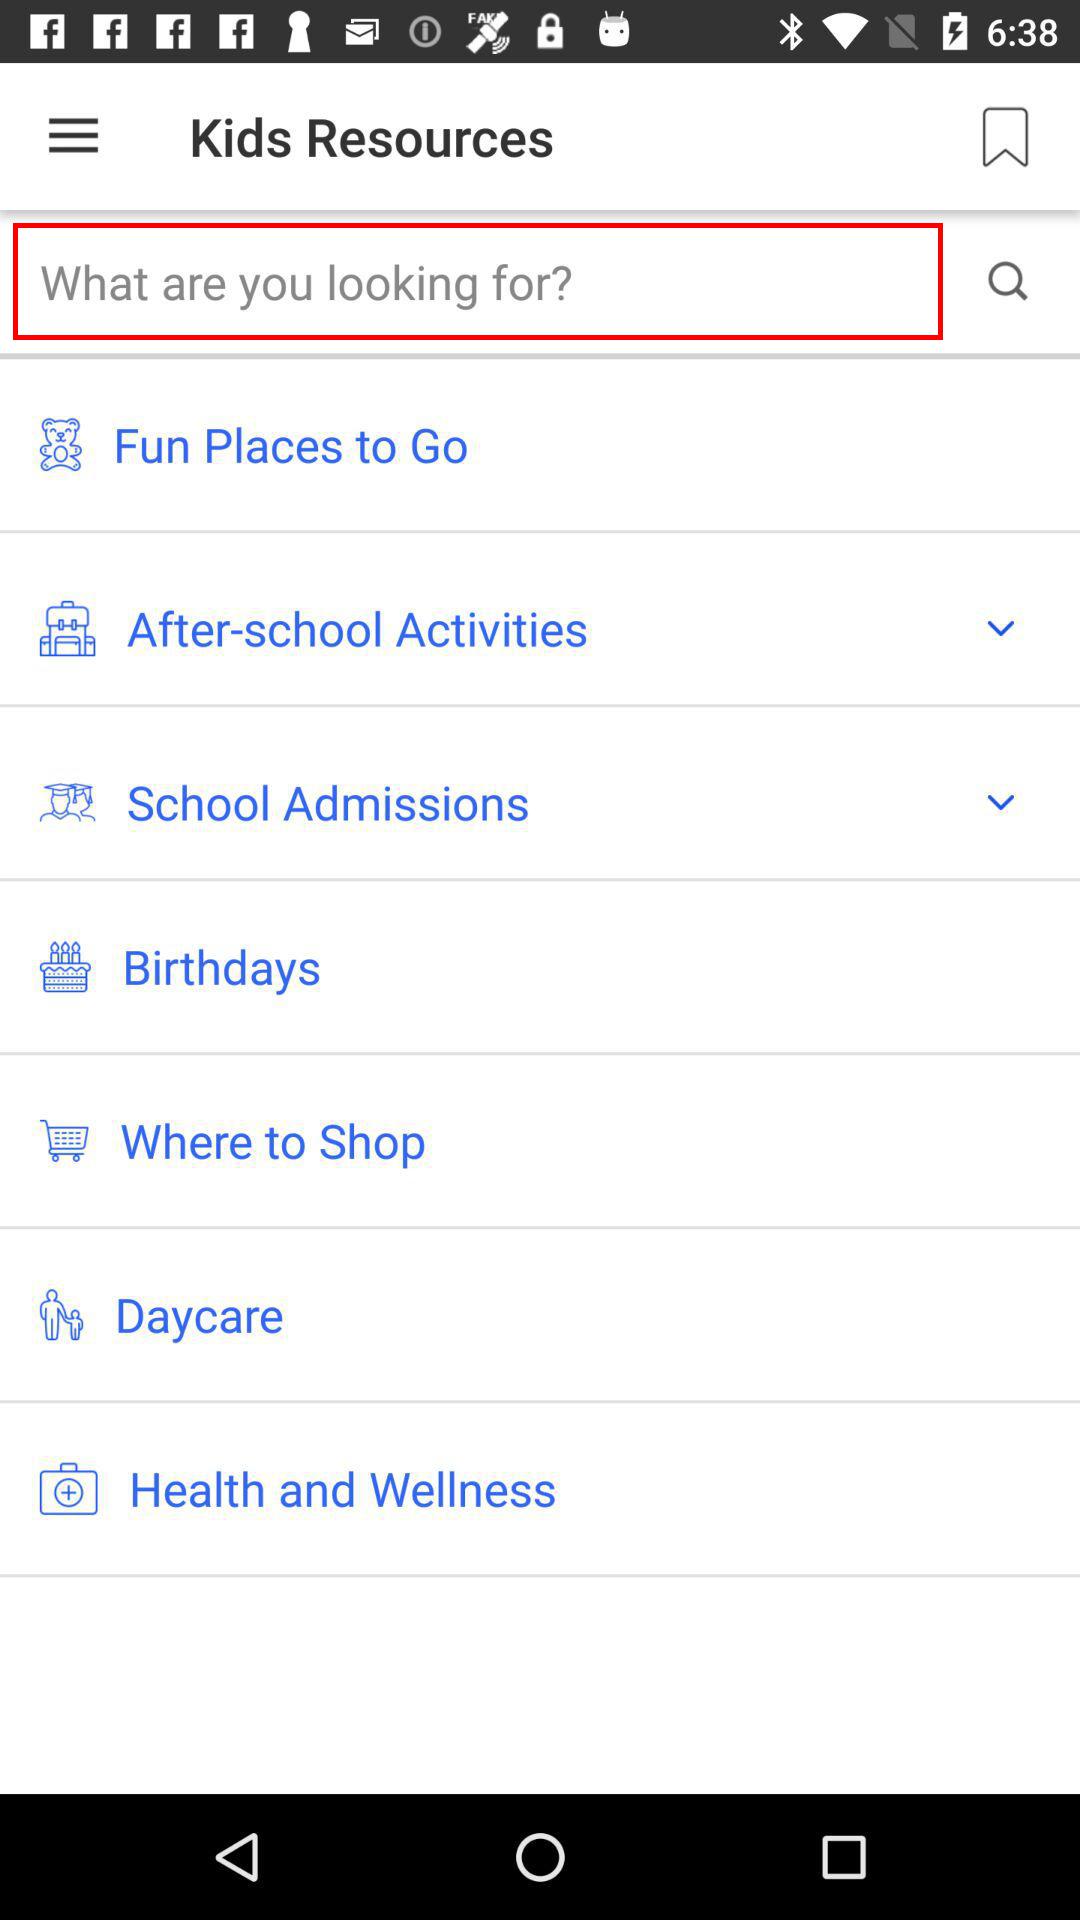 FAKE
6:38
Kids Resources
What are you looking for?
Fun Places to Go
After-school Activities
School Admissions
Birthdays
Where to Shop
Daycare
Health and Wellness